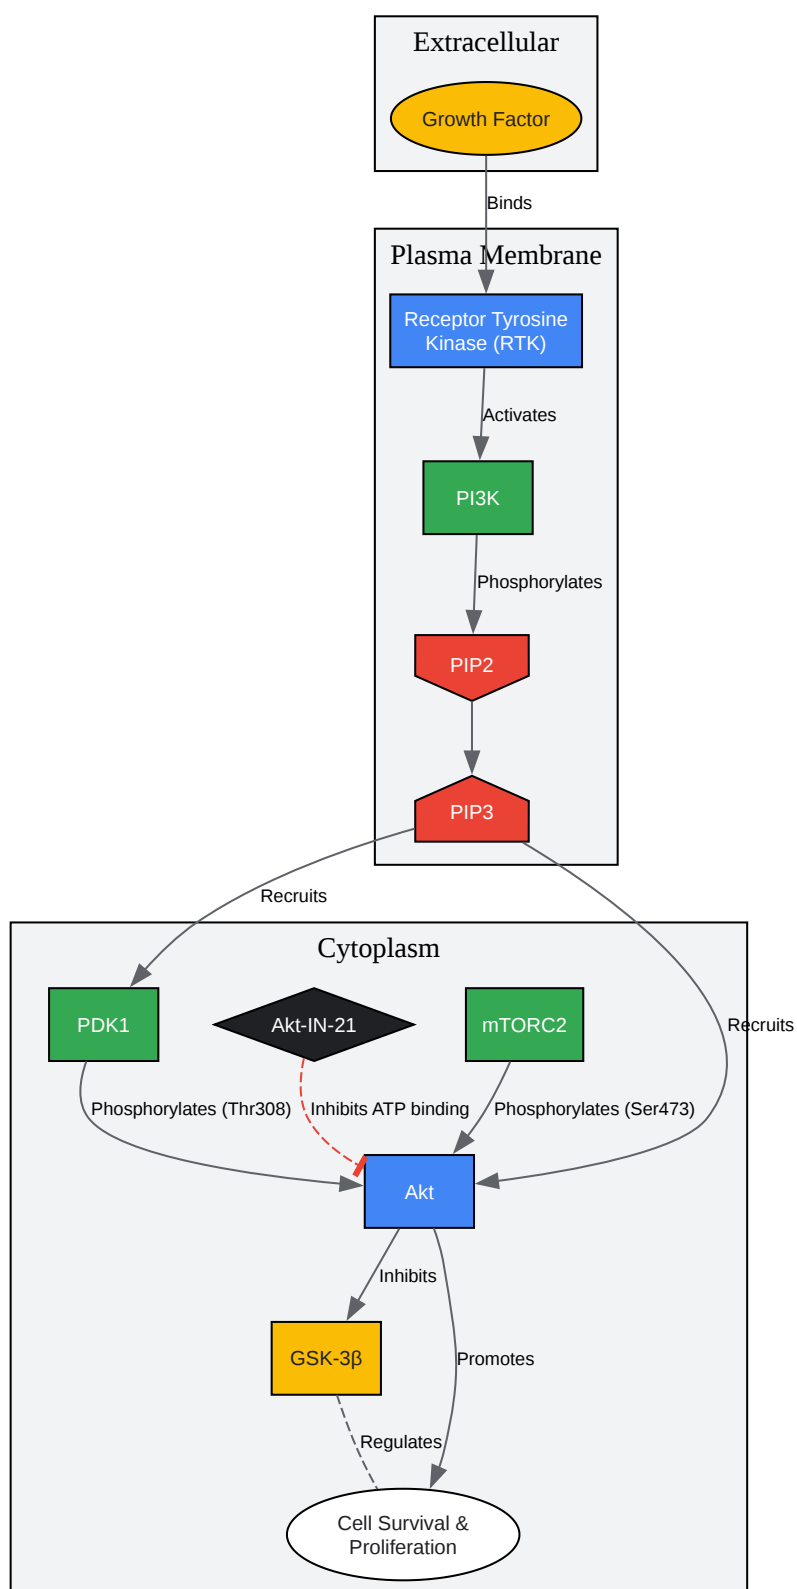 Extracellular
Growth Factor
Binds
Plasma Membrane
Receptor Tyrosine
Kinase (RTK)
Activates
PI3K
Phosphorylates
PIP2
PIP3
Recruits
Cytoplasm
PDK1
Akt-IN-21
mTORC2
Recruits
Phosphorylates (Thr308)
Inhibits ATP binding
Phosphorylates (Ser473)
Akt
Inhibits
GSK-3β
Promotes
Regulates
Cell Survival &
Proliferation